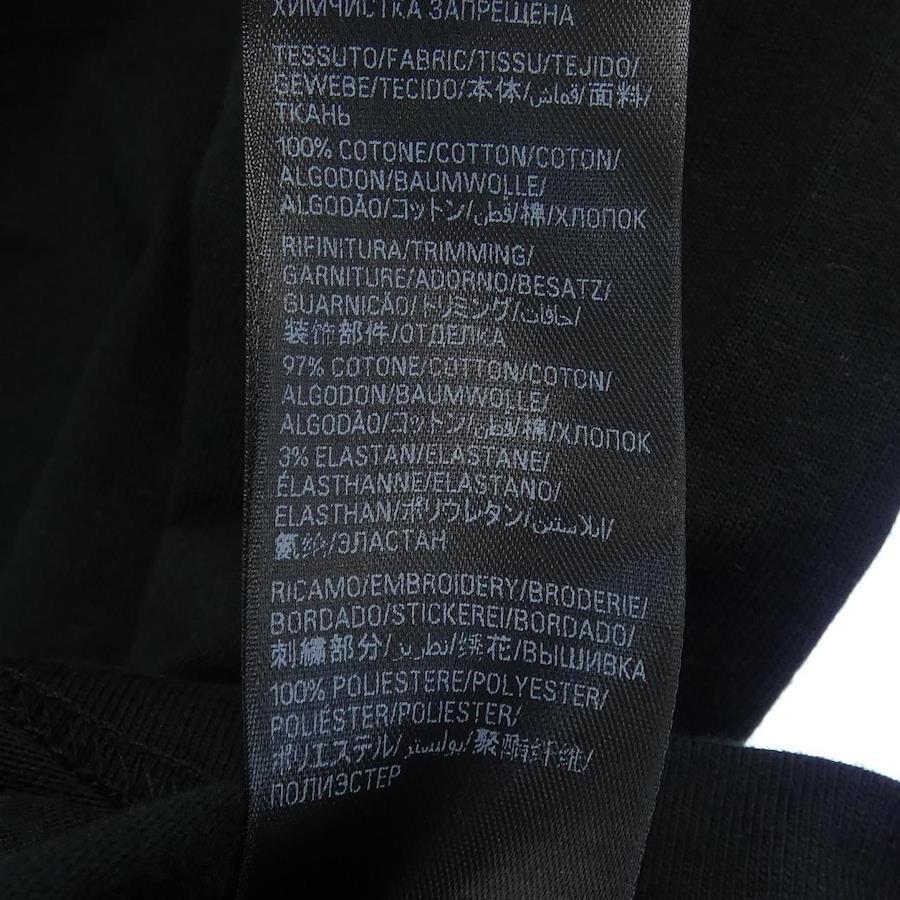 ХИМЧИСТКА ЗАПРЕЩЕНА
TESSUTO/FABRIC/TISSU/TEJIDO/
GEWEBE/TECIDO/本体/قماش/面料/
ТКАНЬ
100% COTONE/COTTON/COTON/
ALGODON/BAUMWOLLE/
ALGODÃO/コットン/قطن/棉/ХЛОПОК
RIFINITURA/TRIMMING/
GARNITURE/ADORNO/BESATZ/
GUARNICÃO/トリミング/حافات/
装饰部件/ОТДЕЛКА
97% COTONE/COTTON/COTON/
ALGODON/BAUMWOLLE/
ALGODÃO/コットン/قطن/棉/ХЛОПОК
3% ELASTAN/ELASTANE/
ÉLASTHANNE/ELASTANO/
ELASTHAN/ポリウレタン/إيلاستين/
氨纶/ЭЛАСТАН
RICAMO/EMBROIDERY/BRODERIE/
BORDADO/STICKEREI/BORDADO/
刺繍部分/تطريز/绣花/ВЫШИВКА
100% POLIESTERE/POLYESTER/
POLIÉSTER/POLIESTER/
ポリエステル/بوليستر/聚酯纤维/
ПОЛИЭСТЕР